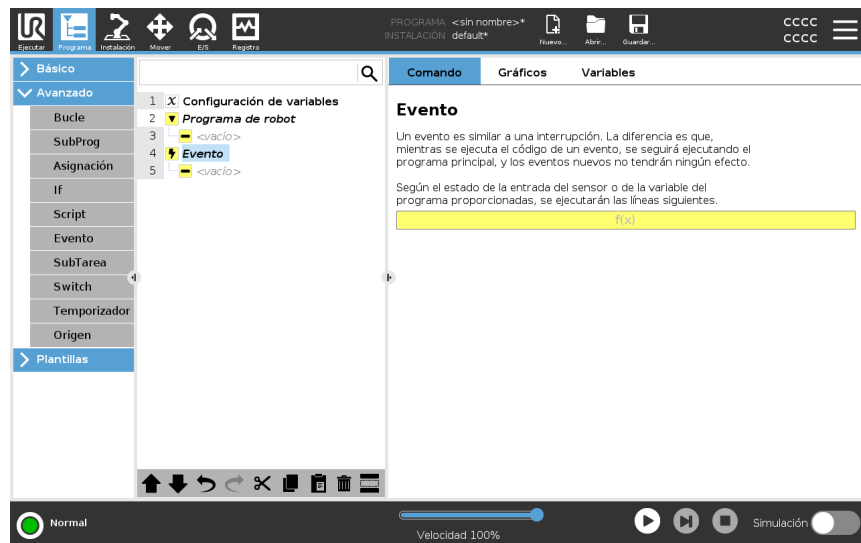 UR
Ejecutar
Programa
Instalación
Mover
E/S
Registro
PROGRAMA <sin nombre>*
INSTALACIÓN default*
Nuevo...
Abrir...
Guardar...
CCCC
CCCC
Básico
Avanzado
Bucle
SubProg
Asignación
If
Script
Evento
SubTarea
Switch
Temporizador
Origen
Plantillas
1 X Configuración de variables
2 Programa de robot
3 <vacío>
4 Evento
5 <vacío>
Comando Gráficos Variables
Evento
Un evento es similar a una interrupción. La diferencia es que,
mientras se ejecuta el código de un evento, se seguirá ejecutando el
programa principal, y los eventos nuevos no tendrán ningún efecto.
Según el estado de la entrada del sensor o de la variable del
programa proporcionadas, se ejecutarán las líneas siguientes.
f(x)
Normal
Velocidad 100%
Simulación